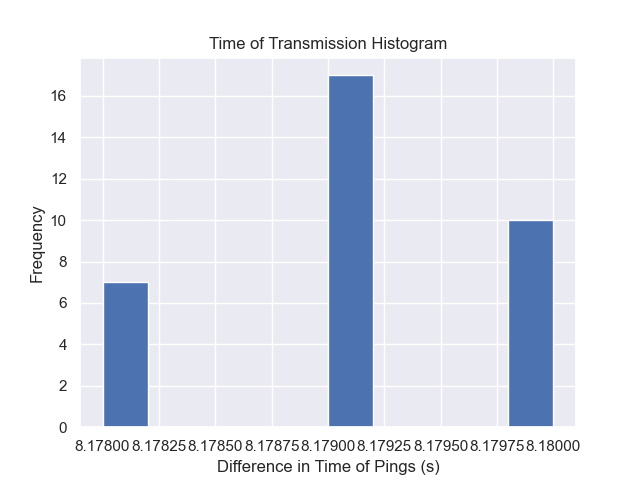 Time of Transmission Histogram
16
14
12
10
8
6
4
2
0
Frequency
8.17800 8.17825 8.17850 8.17875 8.17900 8.17925 8.17950 8.17975 8.18000
Difference in Time of Pings (s)